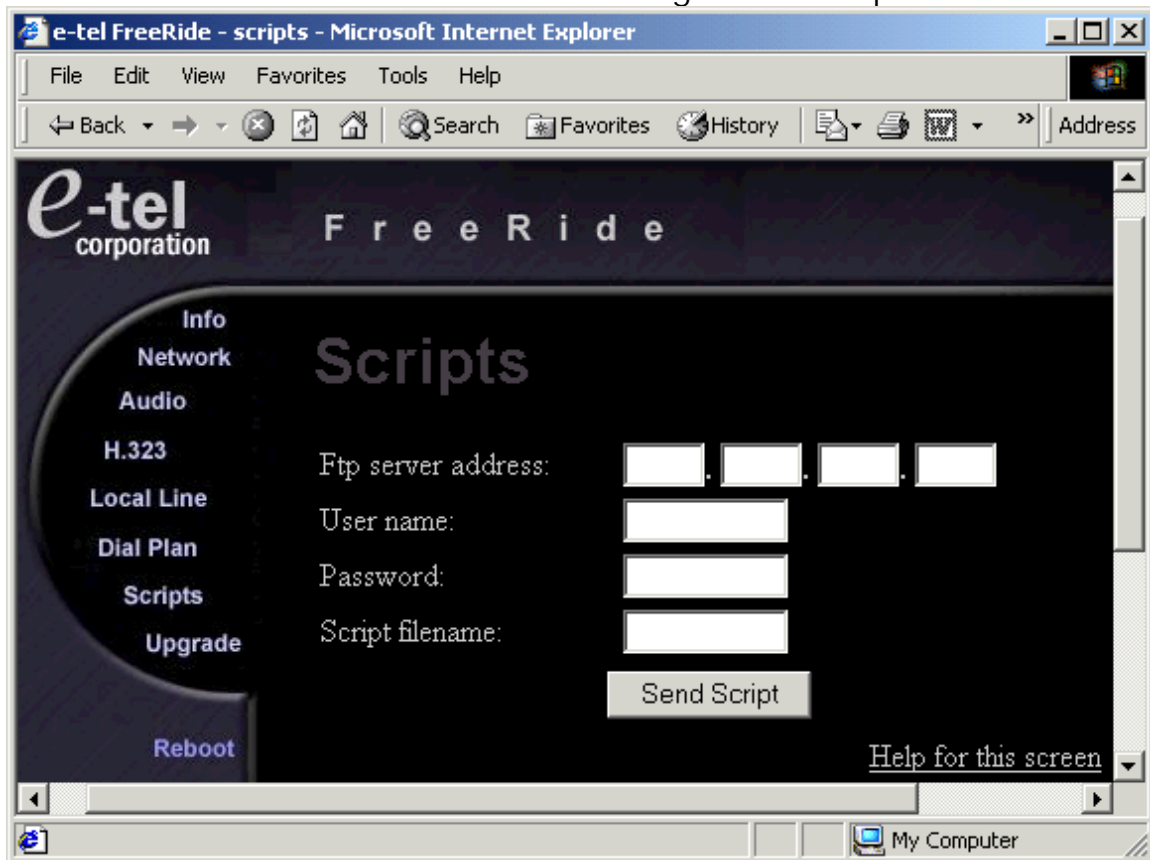 e-tel FreeRide - scripts - Microsoft Internet Explorer
File Edit View Favorites Tools Help
Back Search Favorites History W » Address
e-tel
corporation
FreeRide
Info
Network
Audio
H.323
Local Line
Dial Plan
Scripts
Upgrade
Reboot
Scripts
Ftp server address: . . .
User name:
Password:
Script filename:
Send Script
Help for this screen
My Computer